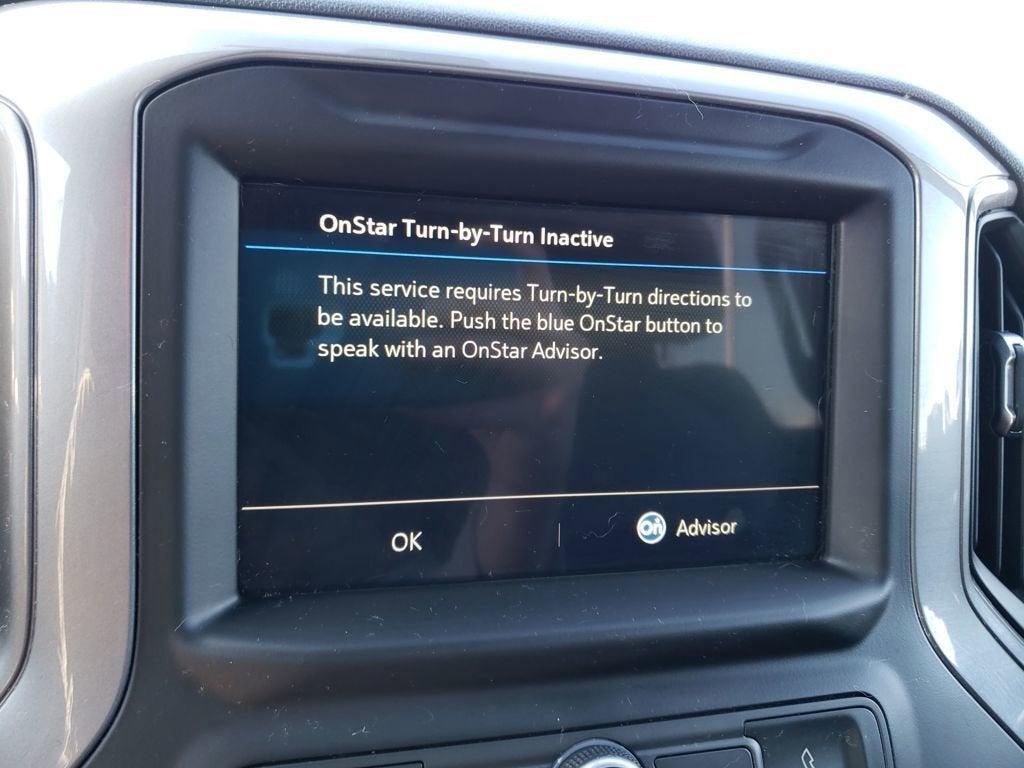 OnStar Turn-by-Turn Inactive
This service requires Turn-by-Turn directions to
be available. Push the blue OnStar button to
speak with an OnStar Advisor.
OK
On Advisor